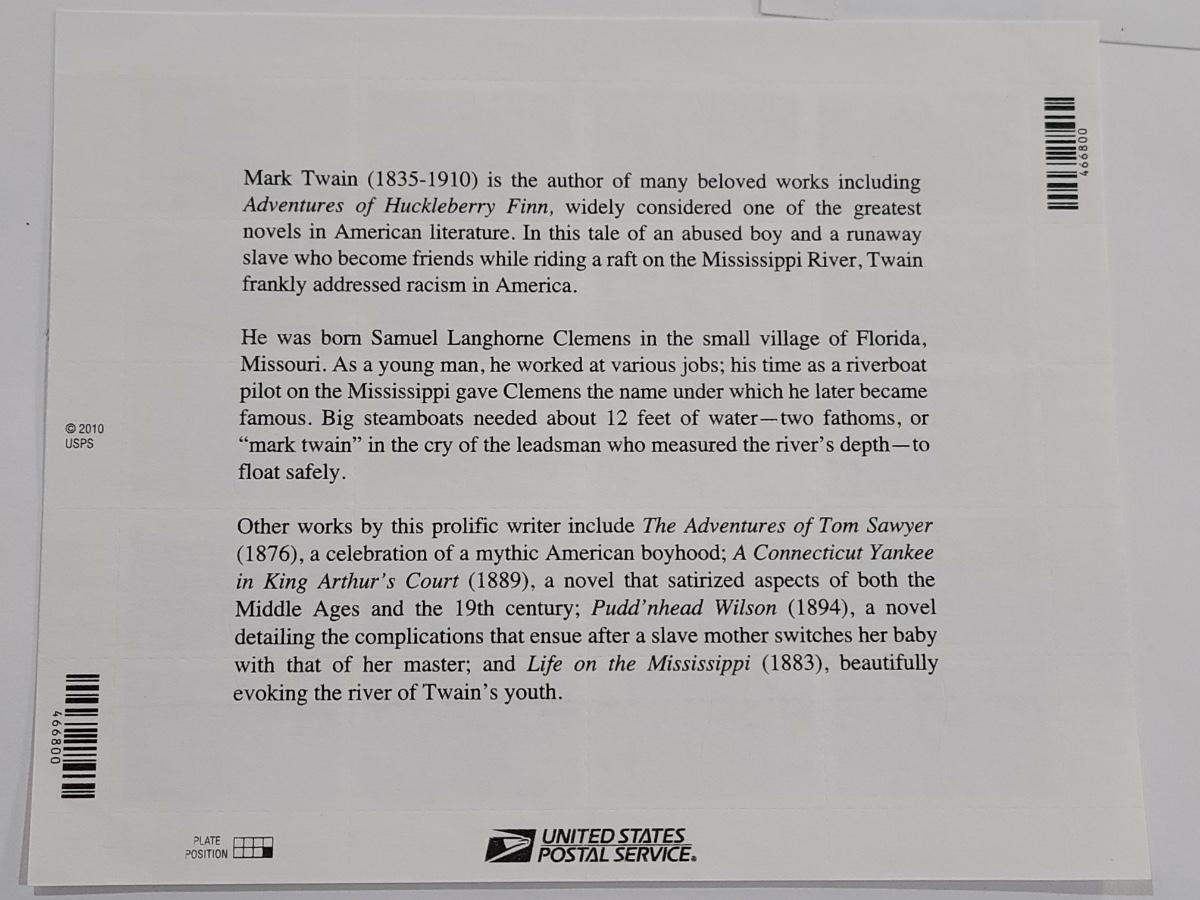 466800
Mark Twain (1835-1910) is the author of many beloved works including
Adventures of Huckleberry Finn, widely considered one of the greatest
novels in American literature. In this tale of an abused boy and a runaway
slave who become friends while riding a raft on the Mississippi River, Twain
frankly addressed racism in America.
He was born Samuel Langhorne Clemens in the small village of Florida,
Missouri. As a young man, he worked at various jobs; his time as a riverboat
pilot on the Mississippi gave Clemens the name under which he later became
famous. Big steamboats needed about 12 feet of water—two fathoms, or
“mark twain” in the cry of the leadsman who measured the river’s depth—to
float safely.
© 2010
USPS
Other works by this prolific writer include The Adventures of Tom Sawyer
(1876), a celebration of a mythic American boyhood; A Connecticut Yankee
in King Arthur’s Court (1889), a novel that satirized aspects of both the
Middle Ages and the 19th century; Pudd’nhead Wilson (1894), a novel
detailing the complications that ensue after a slave mother switches her baby
with that of her master; and Life on the Mississippi (1883), beautifully
evoking the river of Twain’s youth.
466800
PLATE
POSITION
UNITED STATES
POSTAL SERVICE®